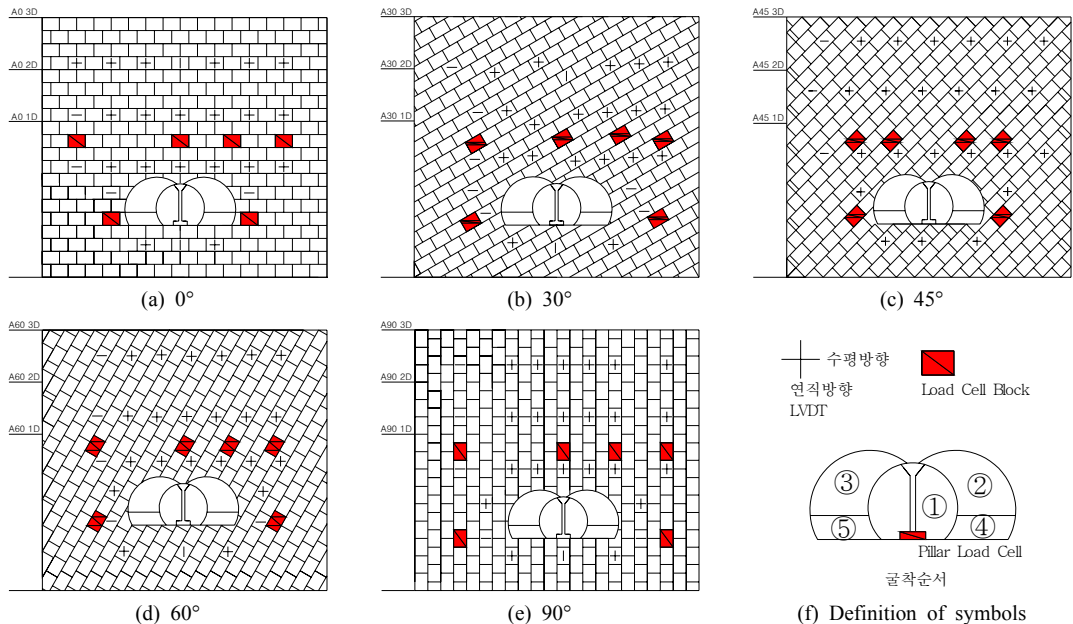 A0 3D
A0 2D
A0 1D
(a) 0°
A30 3D
A30 2D
A30 1D
(b) 30°
A45 3D
A45 2D
A45 1D
(c) 45°
A60 3D
A60 2D
A60 1D
(d) 60°
A90 3D
A90 2D
A90 1D
(e) 90°
수평방향
연직방향
LVDT
Load Cell Block
③ ① ②
⑤ ④
Pillar Load Cell
굴착순서
(f) Definition of symbols